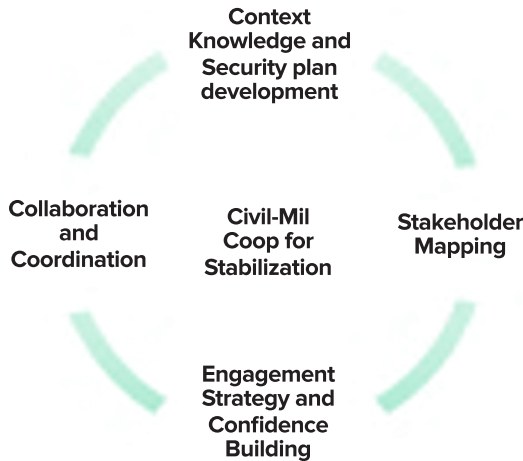 Context
Knowledge and
Security plan
development
Collaboration
and
Coordination
Civil-Mil
Coop for
Stabilization
Stakeholder
Mapping
Engagement
Strategy and
Confidence
Building